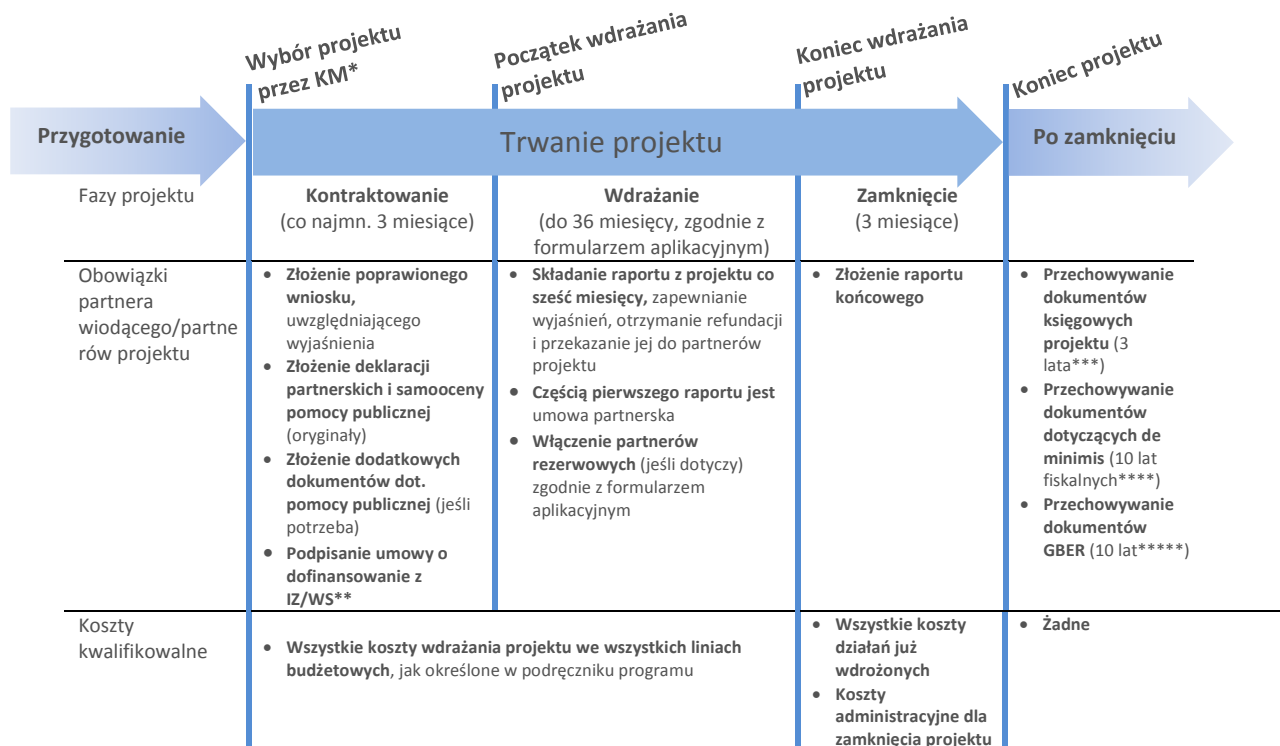 Wybór projektu
przez KM*
Początek wdrażania
projektu
Koniec wdrażania
projektu
Koniec projektu
Przygotowanie
Trwanie projektu
Po zamknięciu
Fazy projektu
Kontraktowanie
(co najmn. 3 miesiące)
Wdrażanie
(do 36 miesięcy, zgodnie z
formularzem aplikacyjnym)
Zamknięcie
(3 miesiące)
Obowiązki
partnera
wiodącego/partne
rów projektu
• Złożenie poprawionego
wniosku,
uwzględniającego
wyjaśnienia
• Złożenie deklaracji
partnerskich i samooceny
pomocy publicznej
(oryginały)
• Złożenie dodatkowych
dokumentów dot.
pomocy publicznej (jeśli
potrzeba)
• Podpisanie umowy o
dofinansowanie z
IZ/WS**
• Składanie raportu z projektu co
sześć miesięcy, zapewnianie
wyjaśnień, otrzymanie refundacji
i przekazanie jej do partnerów
projektu
• Częścią pierwszego raportu jest
umowa partnerska
• Włączenie partnerów
rezerwowych (jeśli dotyczy)
zgodnie z formularzem
aplikacyjnym
• Złożenie raportu
końcowego
• Przechowywanie
dokumentów
księgowych
projektu (3
lata***)
• Przechowywanie
dokumentów
dotyczących de
minimis (10 lat
fiskalnych****)
• Przechowywanie
dokumentów
GBER (10 lat*****)
Koszty
kwalifikowalne
• Wszystkie koszty wdrażania projektu we wszystkich liniach
budżetowych, jak określone w podręczniku programu
• Wszystkie koszty
działań już
wdrożonych
• Koszty
administracyjne dla
zamknięcia projektu
• Żadne